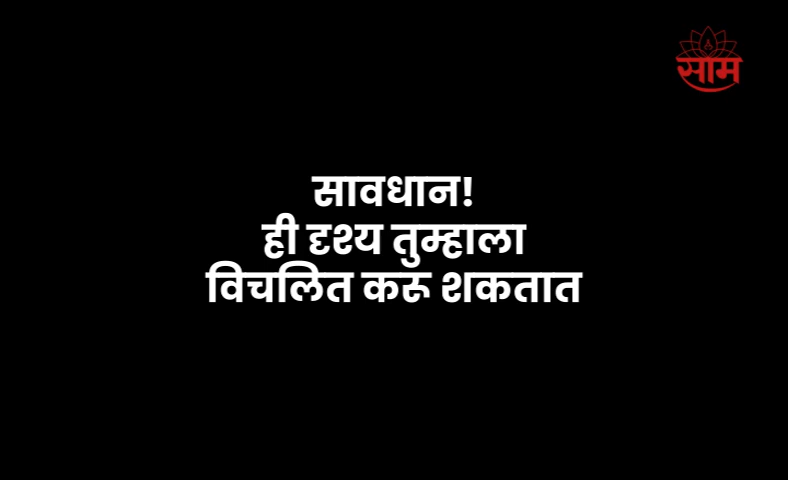 साम
सावधान!
ही दृश्य तुम्हाला
विचलित करू शकतात